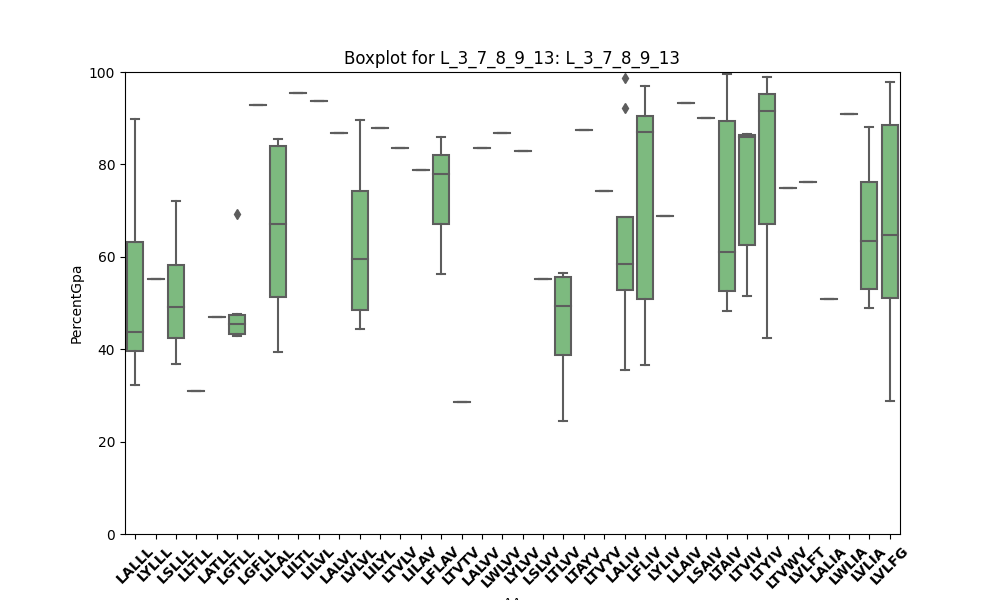 Boxplot for L_3_7_8_9_13: L_3_7_8_9_13
PercentGpa
100
80
60
40
20
0
LALLL
LYLLL
LSLLL
LLTLL
LATLL
LGTLL
LGFLL
LILAL
LILTL
LILVL
LALVL
LVLVL
LILYL
LTVLV
LILAV
LFLAV
LTVTV
LALVV
LWLVV
LYLVV
LSLVV
LTLVV
LTAYV
LTVYV
LALIV
LFLIV
LYLIV
LLAIV
LSAIV
LTAIV
LTVIV
LTYIV
LTVWV
LVLFT
LALIA
LWLIA
LVLIA
LVLFG